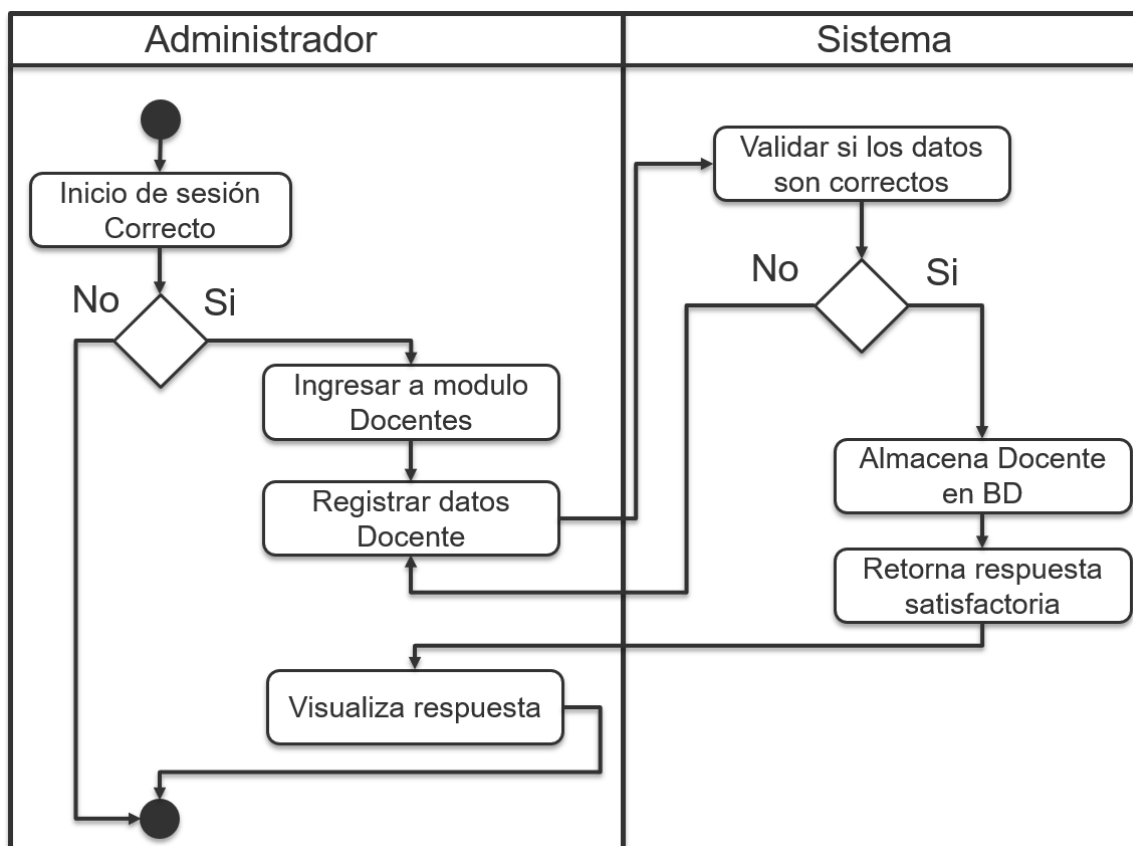 Administrador
Sistema
Inicio de sesión
Correcto
No
Si
Ingresar a modulo
Docentes
Registrar datos
Docente
Validar si los datos
son correctos
No
Si
Almacena Docente
en BD
Retorna respuesta
satisfactoria
Visualiza respuesta